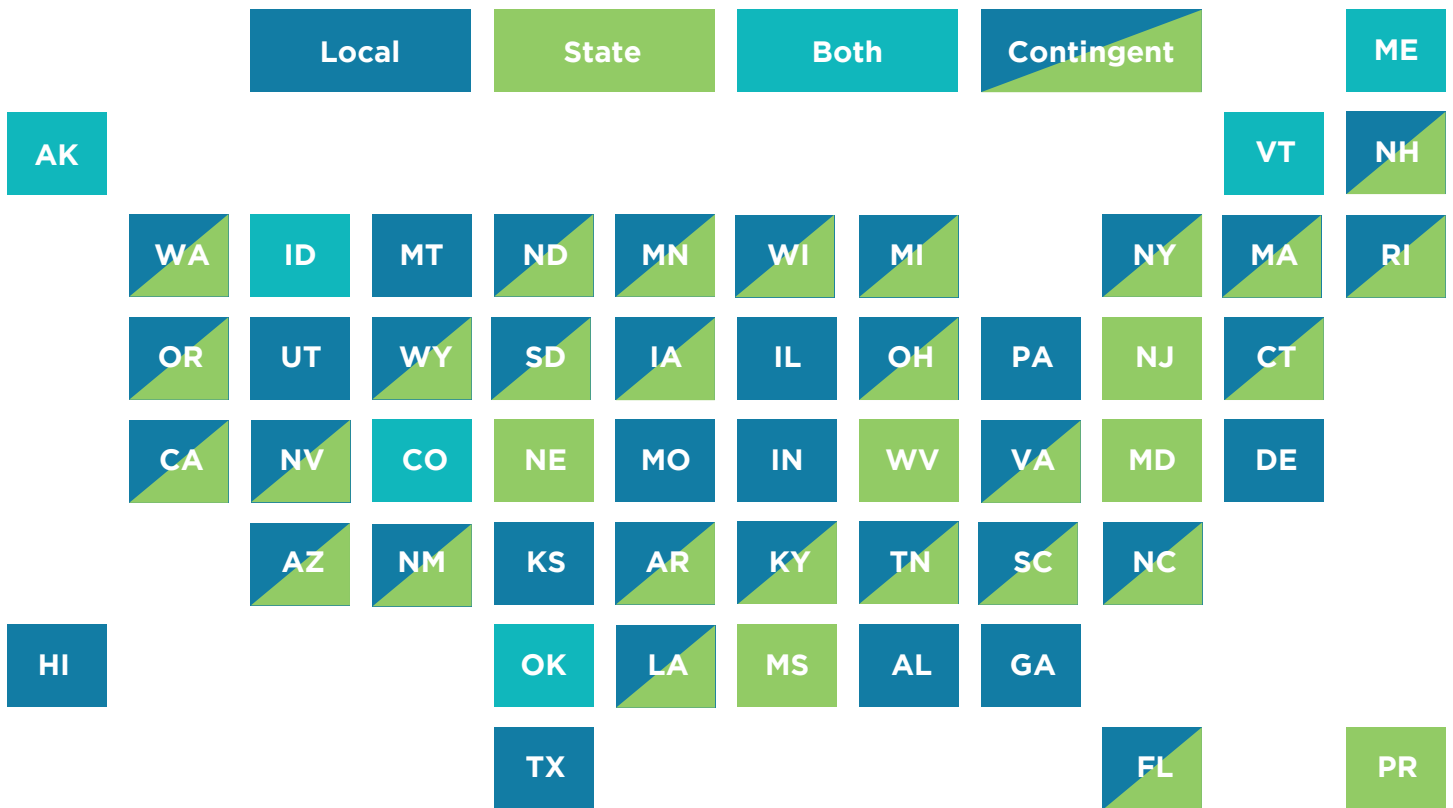 Local State Both Contingent ME
AK VT NH
WA ID MT ND MN WI MI NY MA RI
OR UT WY SD IA IL OH PA NJ CT
CA NV CO NE MO IN WV VA MD DE
AZ NM KS AR KY TN SC NC
HI OK LA MS AL GA
TX FL PR